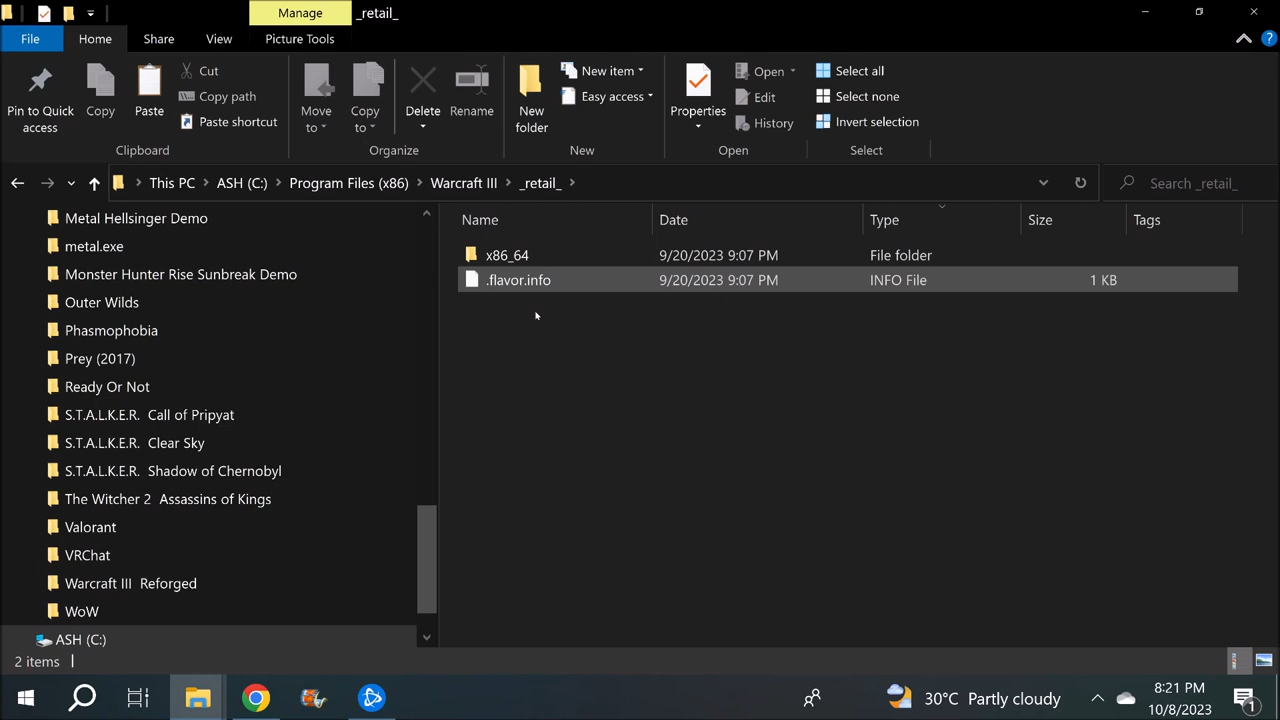 Manage
_retail_
File
Home
Share
View
Picture Tools
Pin to Quick
access
Copy
Paste
Cut
Copy path
Paste shortcut
Clipboard
Move
to
Copy
to
Delete
Rename
Organize
New
folder
New item
Easy access
New
Properties
Open
Edit
History
Open
Select all
Select none
Invert selection
Select
This PC
ASH (C:)
Program Files (x86)
Warcraft III
_retail_
Search _retail_
Name
Date
Type
Size
Tags
x86_64
9/20/2023 9:07 PM
File folder
.flavor.info
9/20/2023 9:07 PM
INFO File
1 KB
Metal Hellsinger Demo
metal.exe
Monster Hunter Rise Sunbreak Demo
Outer Wilds
Phasmophobia
Prey (2017)
Ready Or Not
S.T.A.L.K.E.R. Call of Pripyat
S.T.A.L.K.E.R. Clear Sky
S.T.A.L.K.E.R. Shadow of Chernobyl
The Witcher 2 Assassins of Kings
Valorant
VRChat
Warcraft III Reforged
WoW
ASH (C:)
2 items
30°C Partly cloudy
8:21 PM
10/8/2023
1